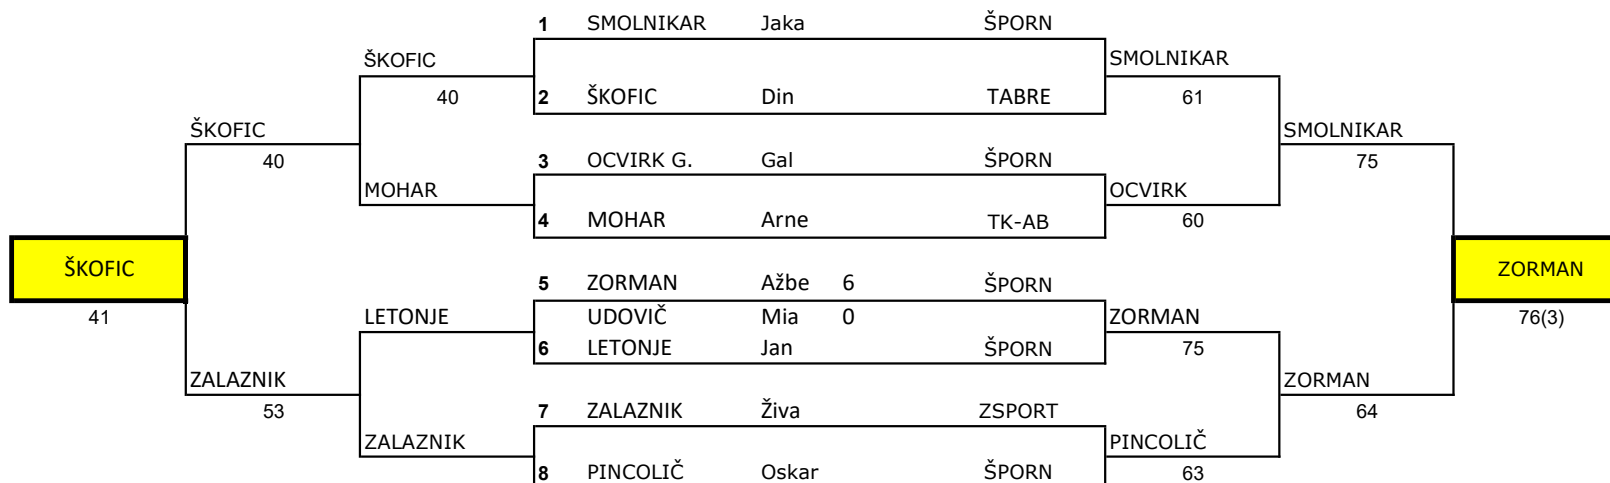 1 SMOLNIKAR Jaka ŠPORN
ŠKOFIC SMOLNIKAR
40 2 ŠKOFIC Din TABRE 61
ŠKOFIC SMOLNIKAR
40 3 OCVIRK G. Gal ŠPORN 75
MOHAR OCVIRK
4 MOHAR Arne TK-AB 60
ŠKOFIC ZORMAN
5 ZORMAN Ažbe 6 ŠPORN
41 LETONJE UDOVIČ Mia 0 ZORMAN 76(3)
6 LETONJE Jan ŠPORN 75
ZALAZNIK ZORMAN
53 7 ZALAZNIK Živa ZSPORT 64
ZALAZNIK PINCOLIČ
8 PINCOLIČ Oskar ŠPORN 63